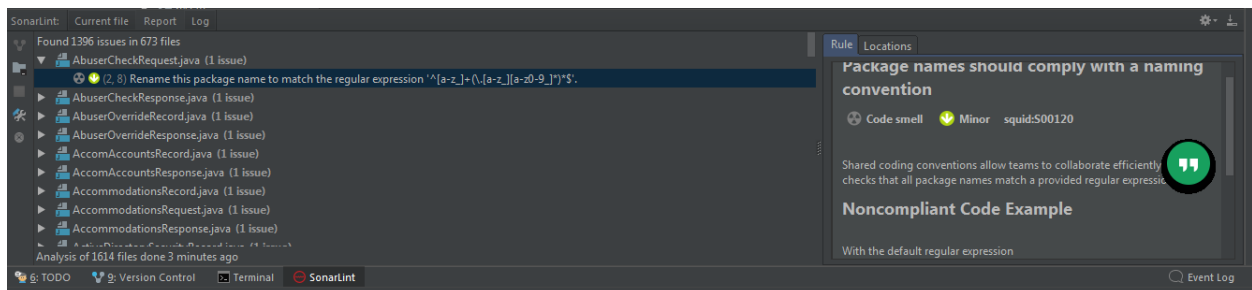 SonarLint: Current file Report Log
Found 1396 issues in 673 files
AbuserCheckRequest.java (1 issue)
(2, 8) Rename this package name to match the regular expression '^[a-z_]+(\.[a-z_][a-z0-9_]*)*$'.
AbuserCheckResponse.java (1 issue)
AbuserOverrideRecord.java (1 issue)
AbuserOverrideResponse.java (1 issue)
AccomAccountsRecord.java (1 issue)
AccomAccountsResponse.java (1 issue)
AccommodationsRecord.java (1 issue)
AccommodationsRequest.java (1 issue)
AccommodationsResponse.java (1 issue)
Analysis of 1614 files done 3 minutes ago
Rule Locations
Package names should comply with a naming
convention
Code smell Minor squid:S00120
Shared coding conventions allow teams to collaborate efficiently
checks that all package names match a provided regular
Noncompliant Code Example
With the default regular expression
6: TODO 9: Version Control Terminal SonarLint Event Log